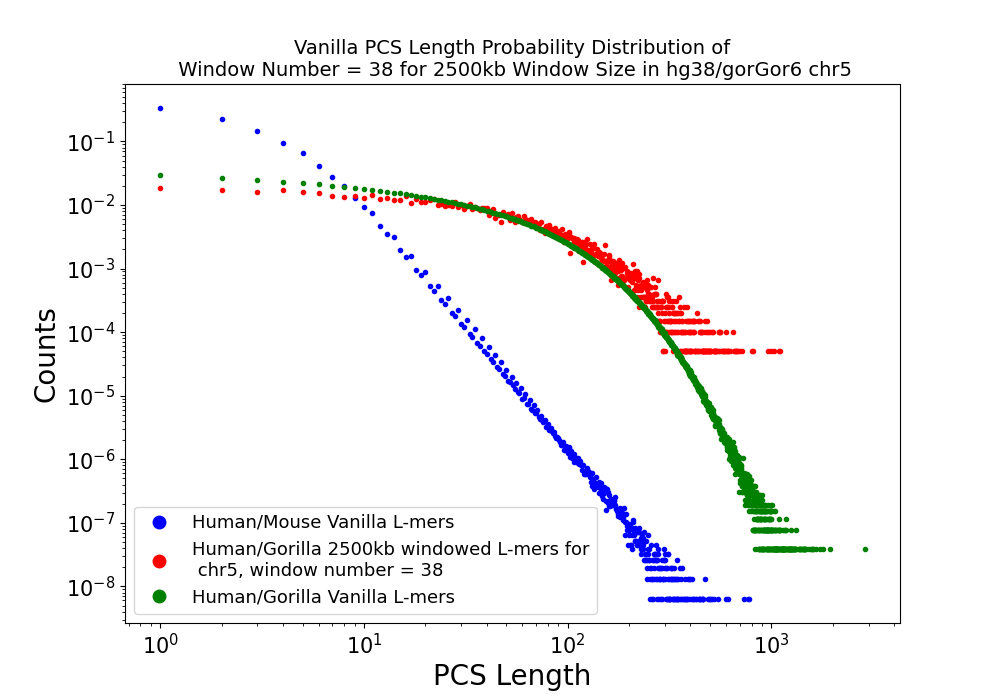 Vanilla PCS Length Probability Distribution of
Window Number = 38 for 2500kb Window Size in hg38/gorGor6 chr5
Counts
10⁻¹
10⁻²
10⁻³
10⁻⁴
10⁻⁵
10⁻⁶
10⁻⁷
10⁻⁸
Human/Mouse Vanilla L-mers
Human/Gorilla 2500kb windowed L-mers for
chr5, window number = 38
Human/Gorilla Vanilla L-mers
10⁰ 10¹ 10² 10³
PCS Length